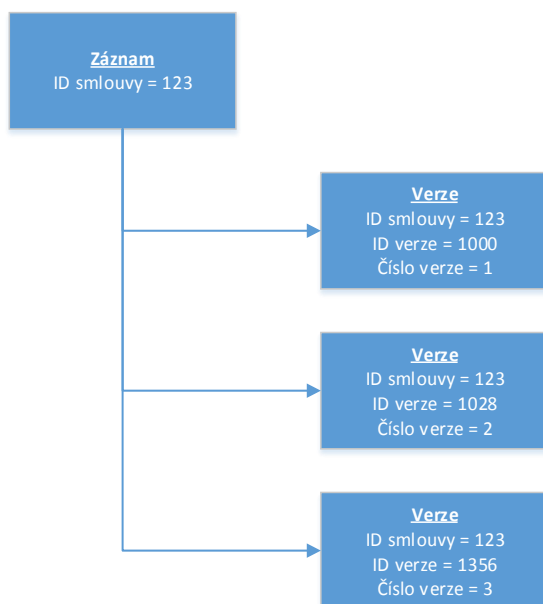 Záznam
ID smlouvy = 123
Verze
ID smlouvy = 123
ID verze = 1000
Číslo verze = 1
Verze
ID smlouvy = 123
ID verze = 1028
Číslo verze = 2
Verze
ID smlouvy = 123
ID verze = 1356
Číslo verze = 3